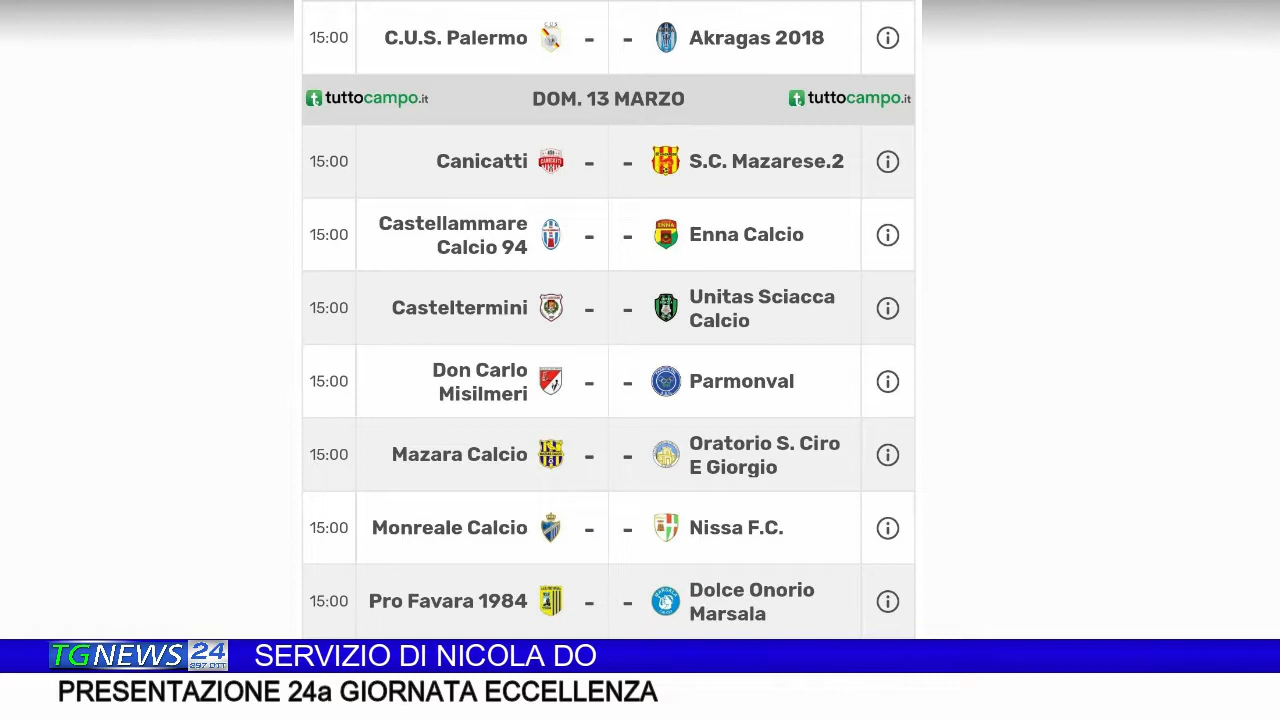 15:00 C.U.S. Palermo - - Akragas 2018
tuttocampo.it DOM. 13 MARZO tuttocampo.it
15:00 Canicatti - - S.C. Mazarese.2
Castellammare
15:00 Calcio 94 - - Enna Calcio
15:00 Casteltermini - - Unitas Sciacca
Calcio
Don Carlo
15:00 Misilmeri - - Parmonval
15:00 Mazara Calcio - - Oratorio S. Ciro
E Giorgio
15:00 Monreale Calcio - - Nissa F.C.
15:00 Pro Favara 1984 - - Dolce Onorio
Marsala
TGNEWS 24 SERVIZIO DI NICOLA DO
PRESENTAZIONE 24a GIORNATA ECCELLENZA